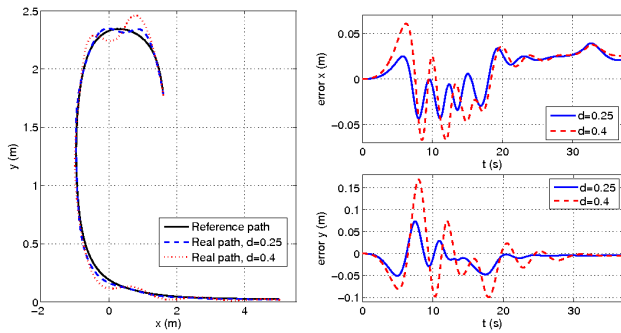 2.5
2
1.5
1
0.5
0
y (m)
−2
0
2
4
6
x (m)
Reference path
Real path, d=0.25
Real path, d=0.4
0.05
0
−0.05
error x (m)
0
10
20
30
t (s)
d=0.25
d=0.4
0.15
0.1
0.05
0
−0.05
−0.1
error y (m)
0
10
20
30
t (s)
d=0.25
d=0.4